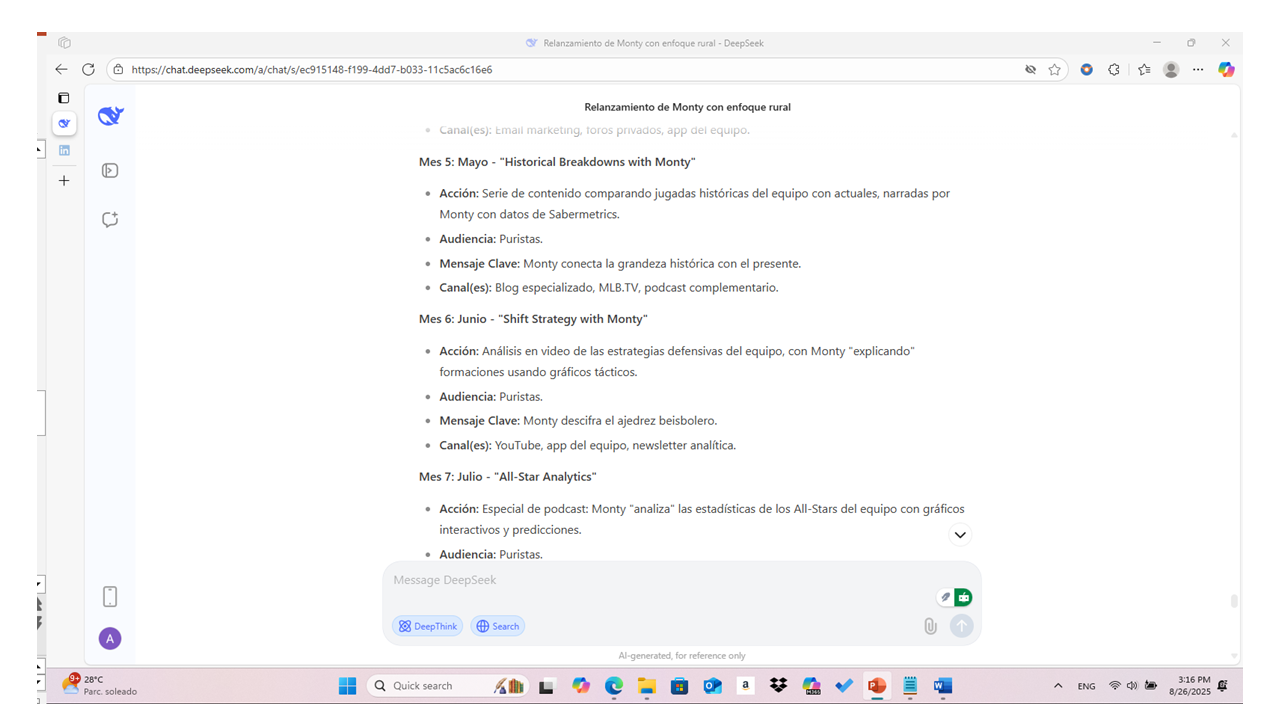 Relanzamiento de Monty con enfoque rural - DeepSeek
https://chat.deepseek.com/a/chat/s/ec915148-f199-4dd7-b033-11c5ac6c16e6
Relanzamiento de Monty con enfoque rural
Canal(es): Email marketing, foros privados, app del equipo.
Mes 5: Mayo - "Historical Breakdowns with Monty"
Acción: Serie de contenido comparando jugadas históricas del equipo con actuales, narradas por
Monty con datos de Sabermetrics.
Audiencia: Puristas.
Mensaje Clave: Monty conecta la grandeza histórica con el presente.
Canal(es): Blog especializado, MLB.TV, podcast complementario.
Mes 6: Junio - "Shift Strategy with Monty"
Acción: Análisis en video de las estrategias defensivas del equipo, con Monty "explicando"
formaciones usando gráficos tácticos.
Audiencia: Puristas.
Mensaje Clave: Monty descifra el ajedrez beisbolero.
Canal(es): YouTube, app del equipo, newsletter analítica.
Mes 7: Julio - "All-Star Analytics"
Acción: Especial de podcast: Monty "analiza" las estadísticas de los All-Stars del equipo con gráficos
interactivos y predicciones.
Audiencia: Puristas.
Message DeepSeek
DeepThink
Search
A
AI-generated, for reference only
9+
28°C
Parc. soleado
Quick search
a
M365
ENG
3:16 PM
8/26/2025